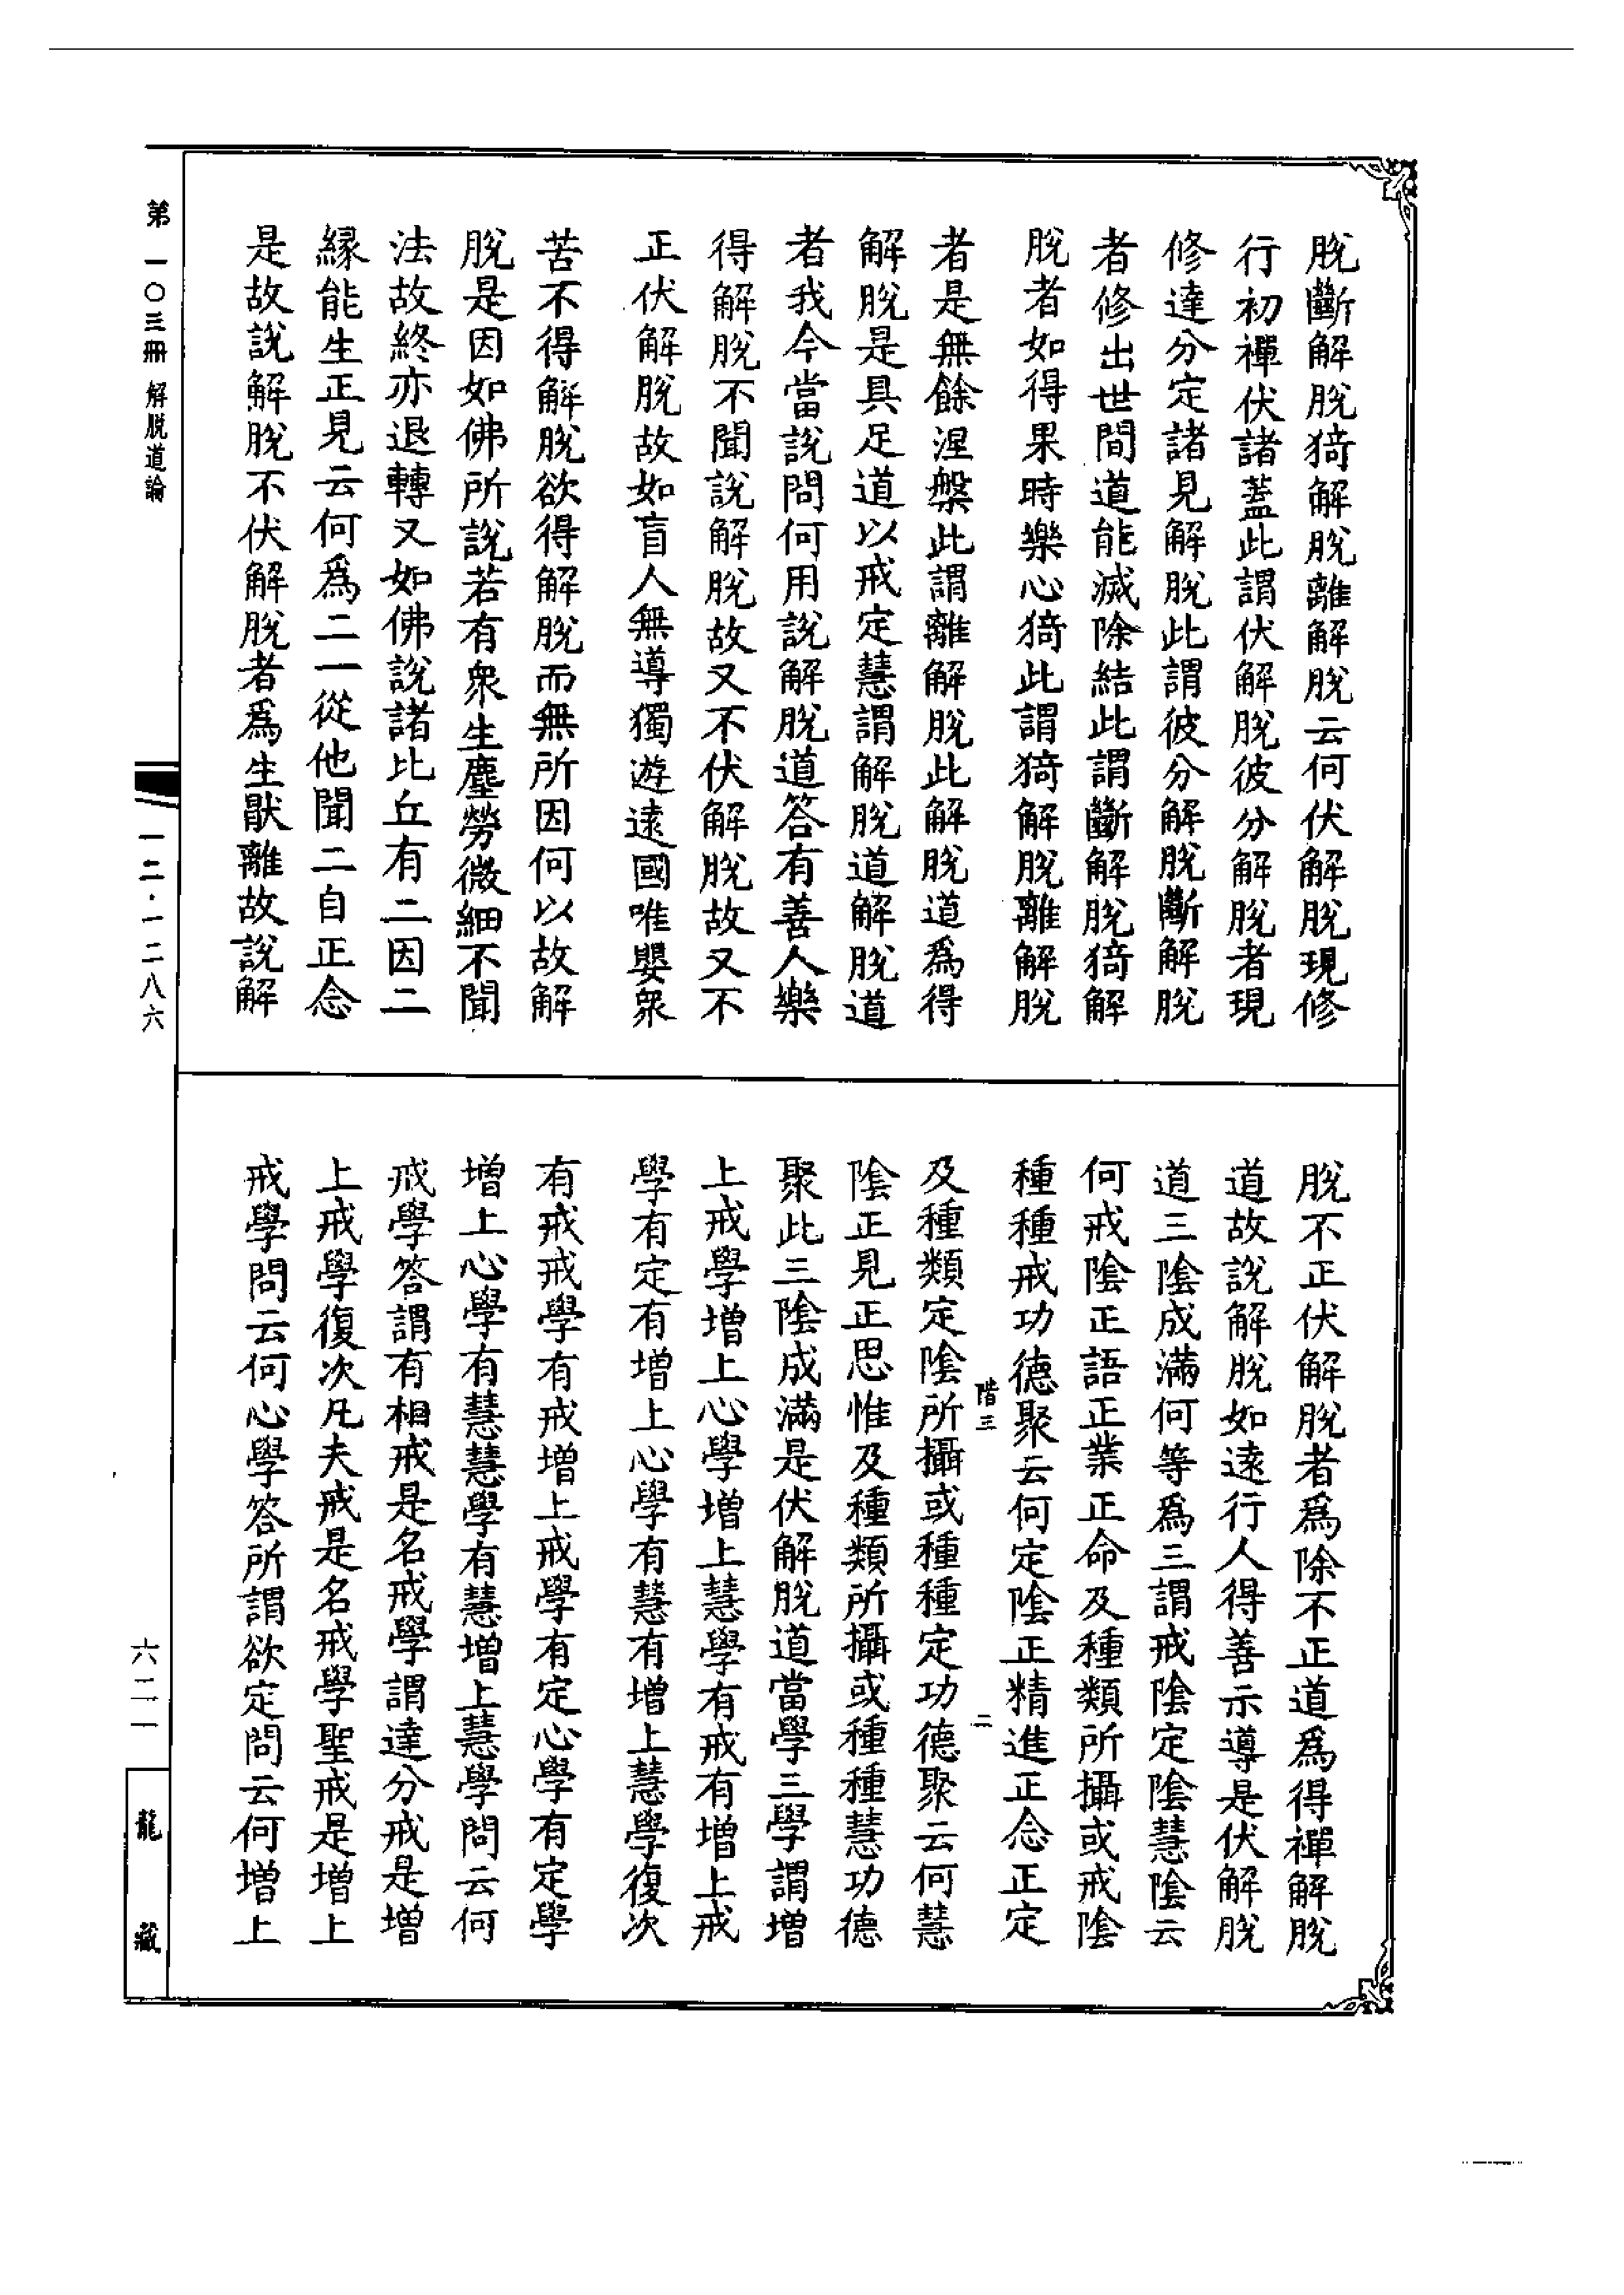 脫斷解脫猗解脫離解脫云何伏解脫現修
行初禪伏諸蓋此謂伏解脫彼分解脫者現
修達分定諸見解脫此謂彼分解脫斷解脫
者修出世間道能滅除結此謂斷解脫猗解
脫者如得果時樂心猗此謂猗解脫離解脫
者是無餘涅槃此謂離解脫此解脫道為得
解脫是具足道以戒定慧謂解脫道解脫道
者我今當說問何用說解脫道答有善人樂
得解脫不聞說解脫故又不伏解脫故又不
正伏解脫故如盲人無導獨遊遠國唯嬰眾
苦不得解脫欲得解脫而無所因何以故解
脫是因如佛所說若有衆生塵勞微細不聞
法故終亦退轉又如佛說諸比丘有二因二
緣能生正見云何為二一從他聞二自正念
是故說解脫不伏解脫者為生厭離故說解
脫不正伏解脫者為除不正道為得禪解脫
道故說解脫如遠行人得善示導是伏解脫
道三陰成滿何等為三謂戒陰定陰慧陰云
何戒陰正語正業正命及種類所攝或戒陰
種種戒功德聚云何定陰正精進正念正定
及種類定陰所攝或種種定功德聚云何慧
陰正見正思惟及種類所攝或種種慧功德
聚此三陰成滿是伏解脫道當學三學謂增
上戒學增上心學增上慧學有戒有增上戒
學有定有增上心學有慧有增上慧學復次
有戒戒學有戒增上戒學有定心學有定學
增上心學有慧慧學有慧增上慧學問云何
戒學答謂有相戒是名戒學謂達分戒是增
上戒學復次凡夫戒是名戒學聖戒是增上
戒學問云何心學答所謂欲定問云何增上
階三
二
第一〇三冊 解脫道論
一二·一二八六
六二一
龍藏